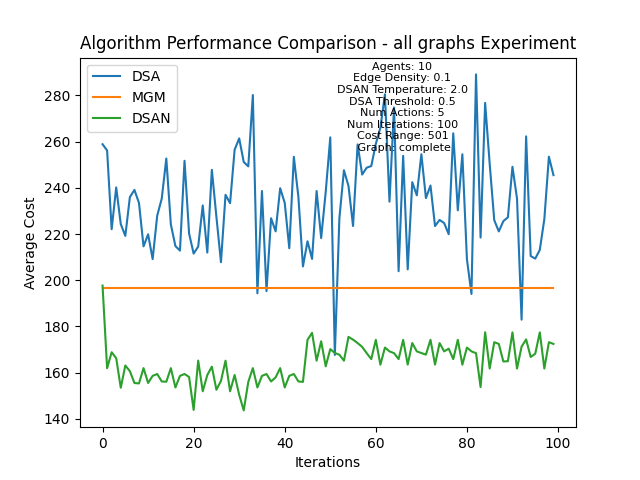 Algorithm Performance Comparison - all graphs Experiment
DSA
MGM
DSAN
Agents: 10
Edge Density: 0.1
DSAN Temperature: 2.0
DSA Threshold: 0.5
Num Actions: 5
Num Iterations: 100
Cost Range: 501
Graph: complete
Average Cost
280
260
240
220
200
180
160
140
0
20
40
60
80
100
Iterations